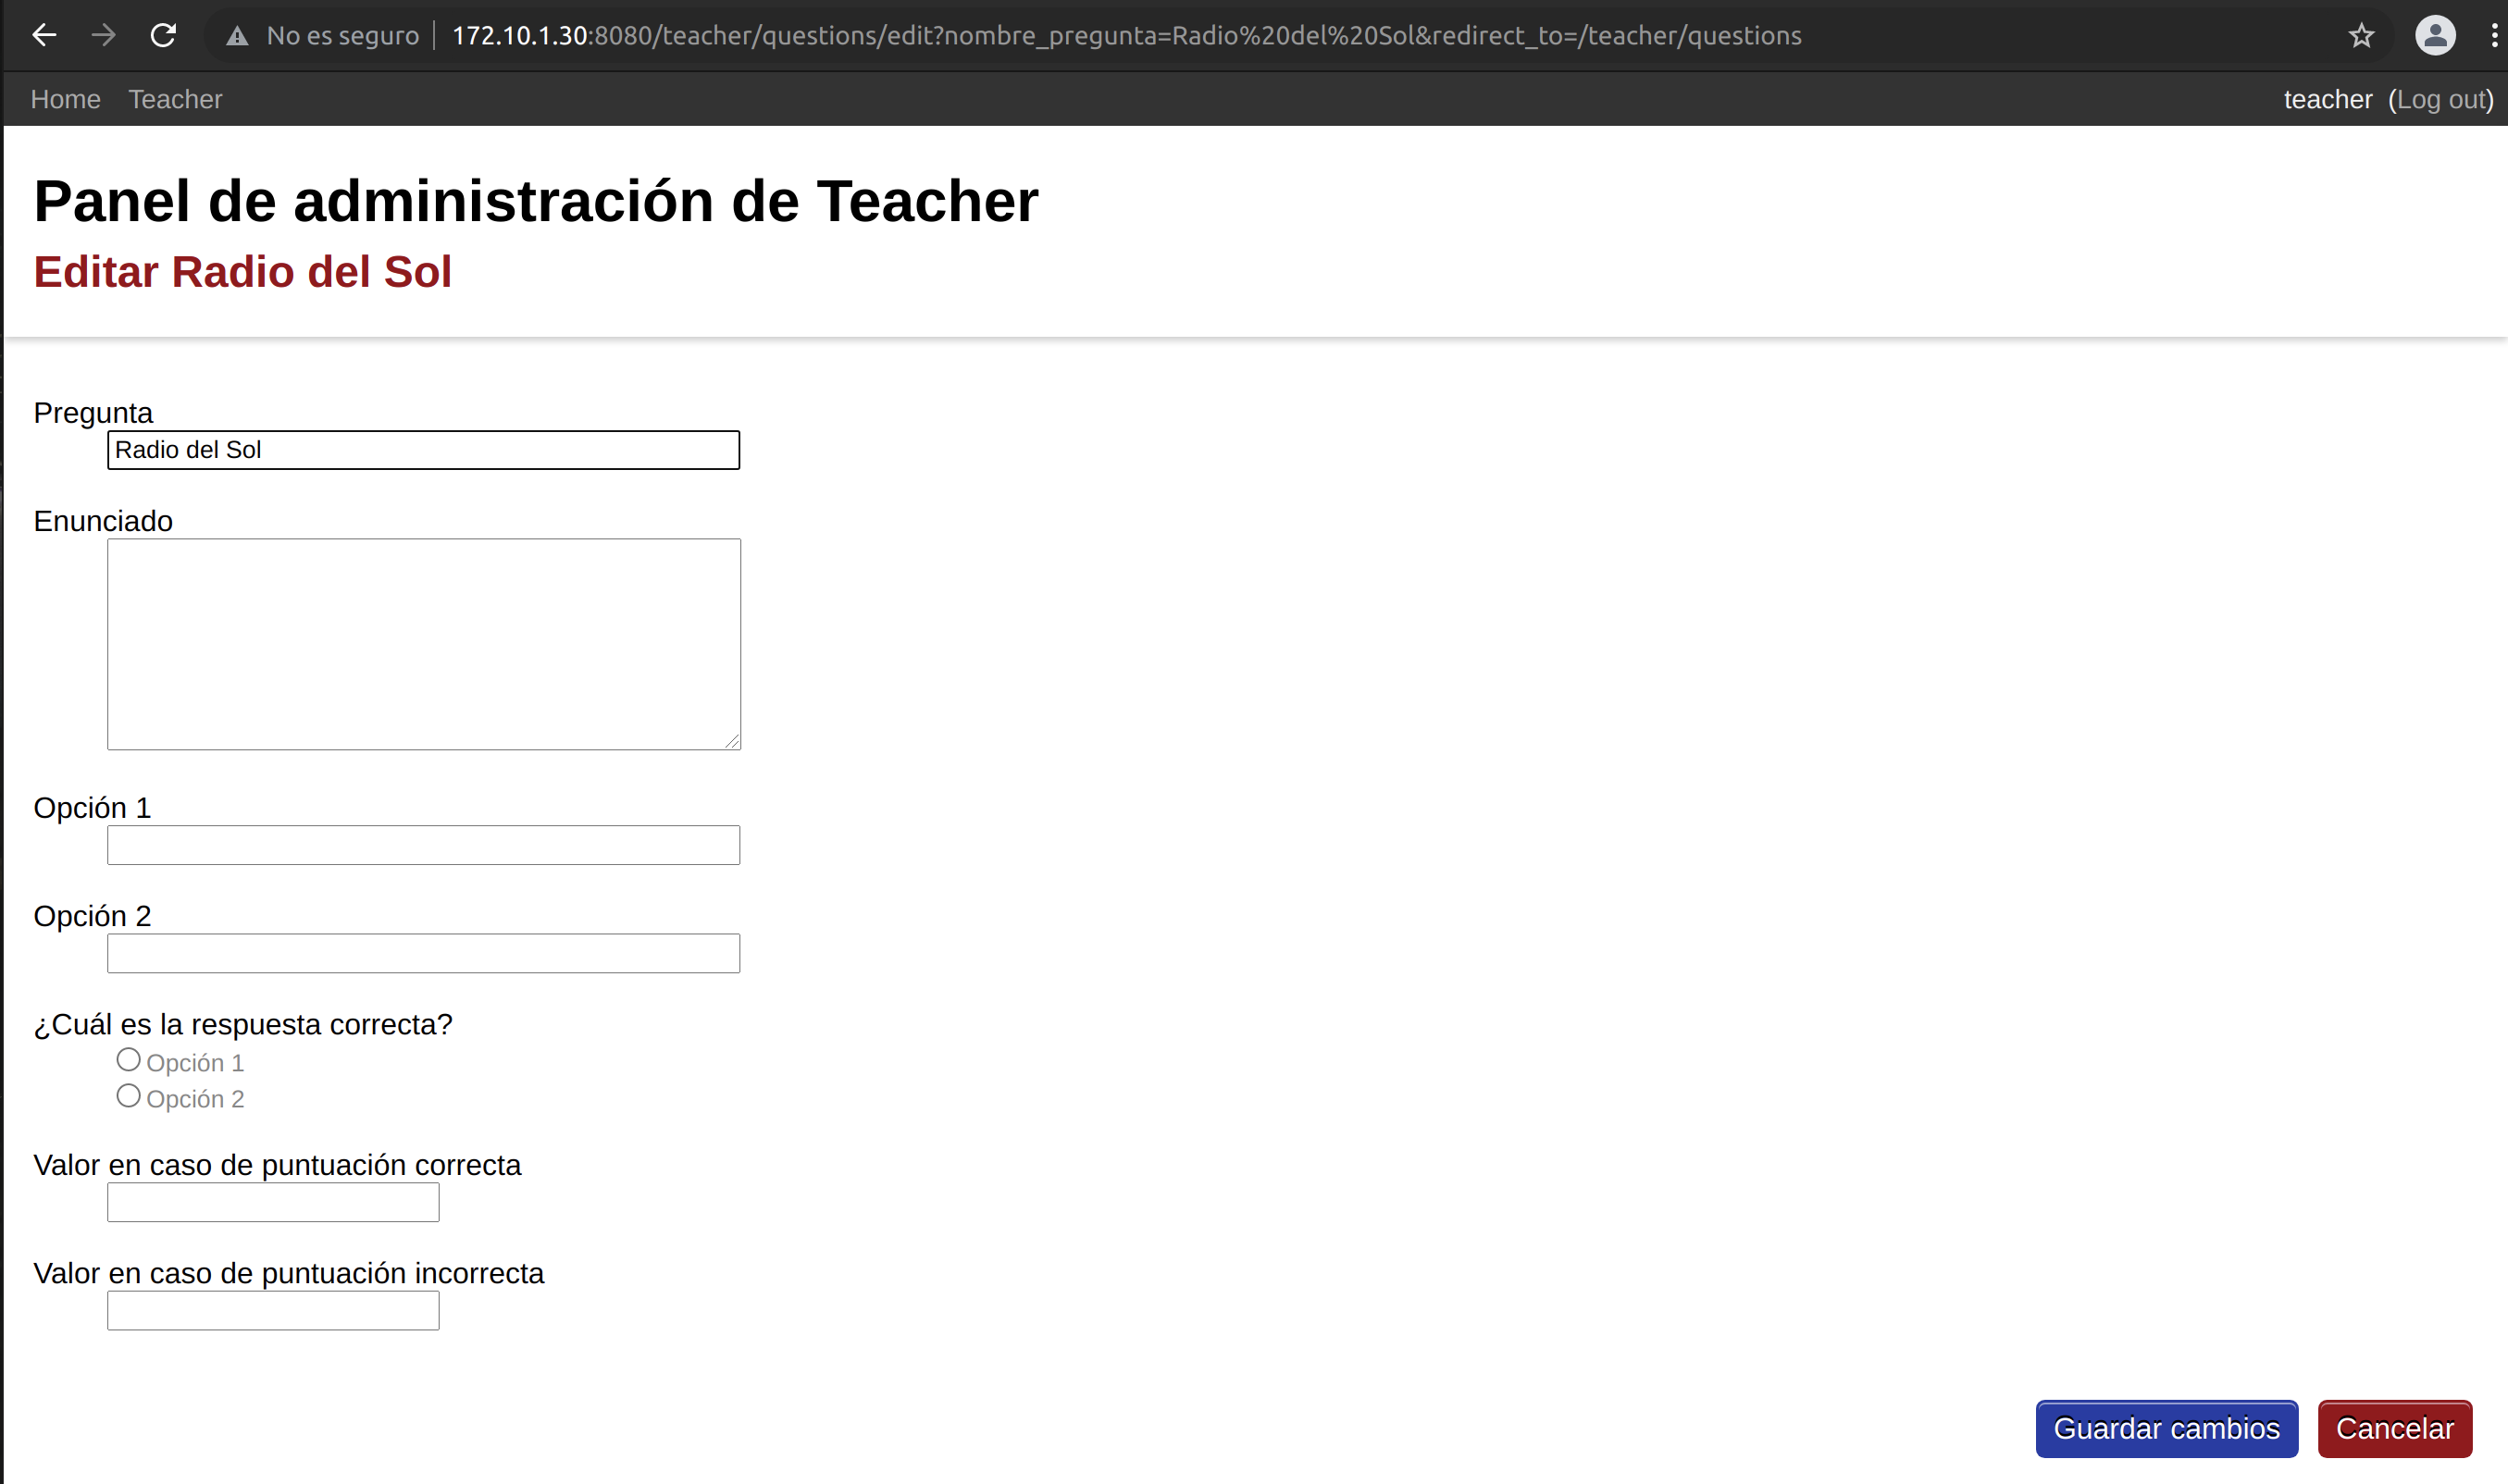 No es seguro 172.10.1.30:8080/teacher/questions/edit?nombre_pregunta=Radio%20del%20Sol&redirect_to=/teacher/questions
Home Teacher teacher (Log out)
Panel de administración de Teacher
Editar Radio del Sol
Pregunta
Radio del Sol
Enunciado
Opción 1
Opción 2
¿Cuál es la respuesta correcta?
Opción 1
Opción 2
Valor en caso de puntuación correcta
Valor en caso de puntuación incorrecta
Guardar cambios Cancelar